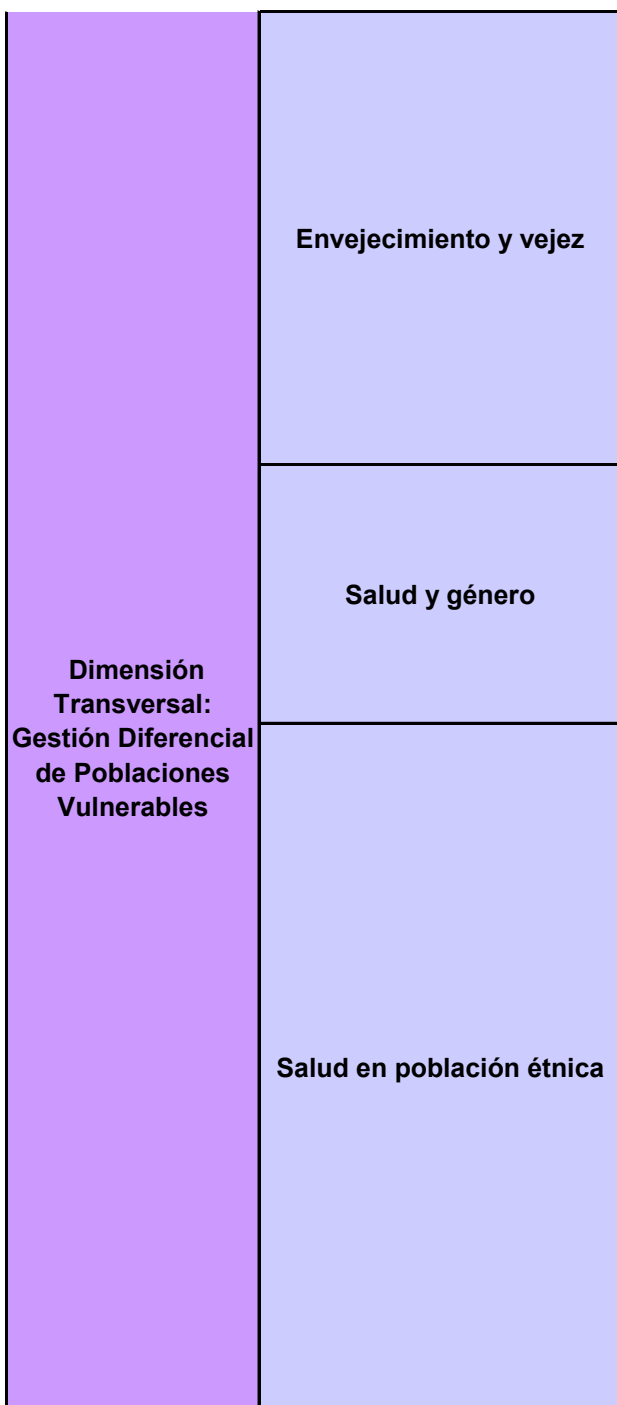 Envejecimiento y vejez
Salud y género
Dimensión
Transversal:
Gestión Diferencial
de Poblaciones
Vulnerables
Salud en población étnica